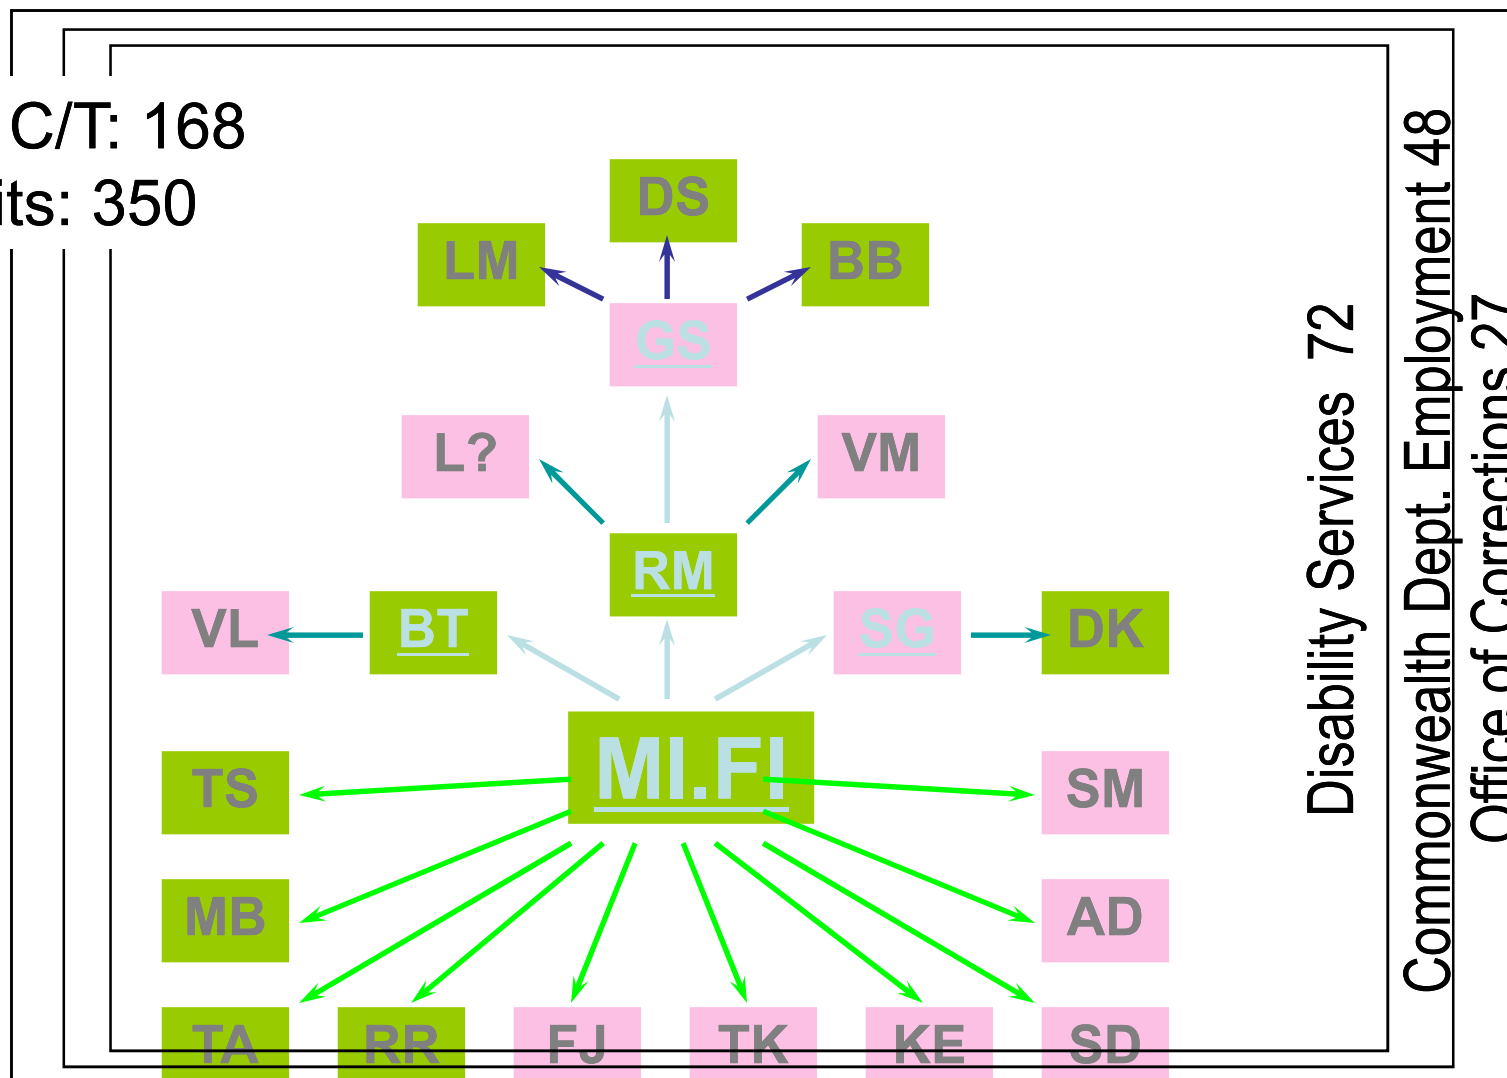 C/T: 168
its: 350
DS
LM
BB
GS
L?
VM
RM
VL
BT
SG
DK
MI.FI
TS
SM
MB
AD
TA
RR
FJ
TK
KE
SD
Disability Services 72
Commonwealth Dept. Employment 48
Office of Corrections 27